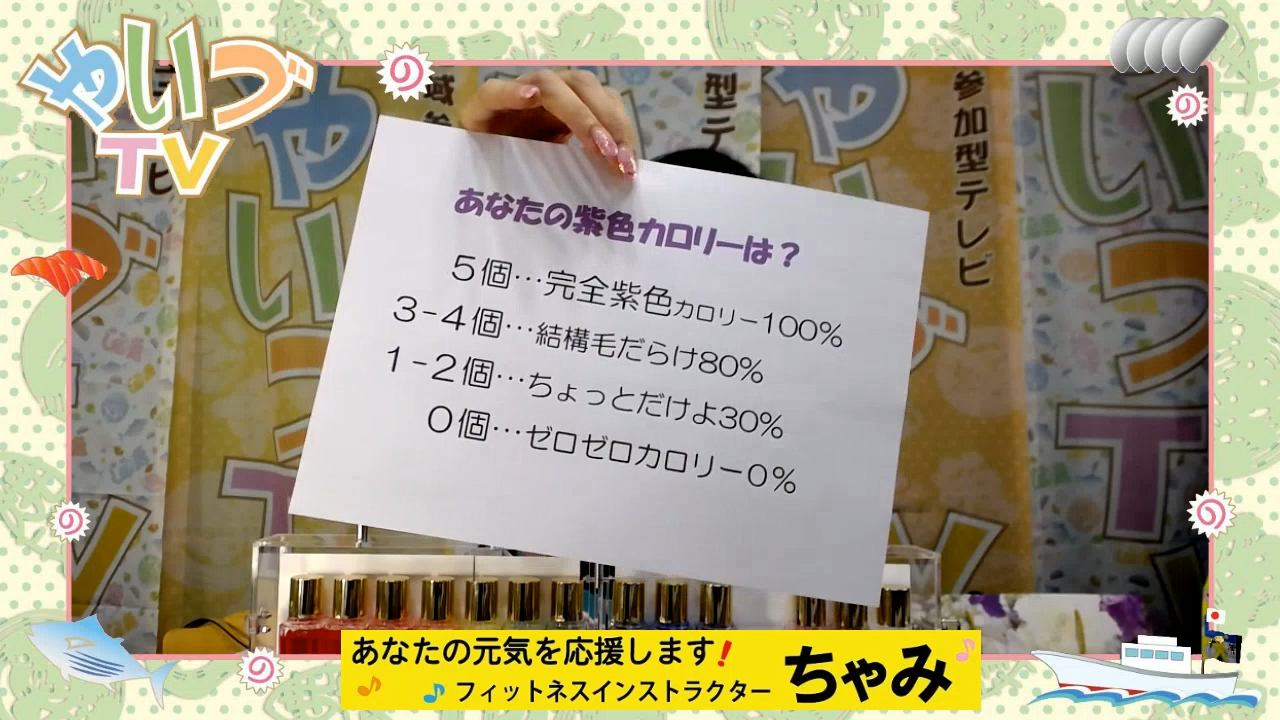 やいづ
TV
域
型テ
参加型テレビ
あなたの紫色カロリーは?
5個…完全紫色カロリー100%
3-4個…結構毛だらけ80%
1-2個…ちょっとだけよ30%
0個…ゼロゼロカロリー0%
あなたの元気を応援します!
フィットネスインストラクター ちゃみ